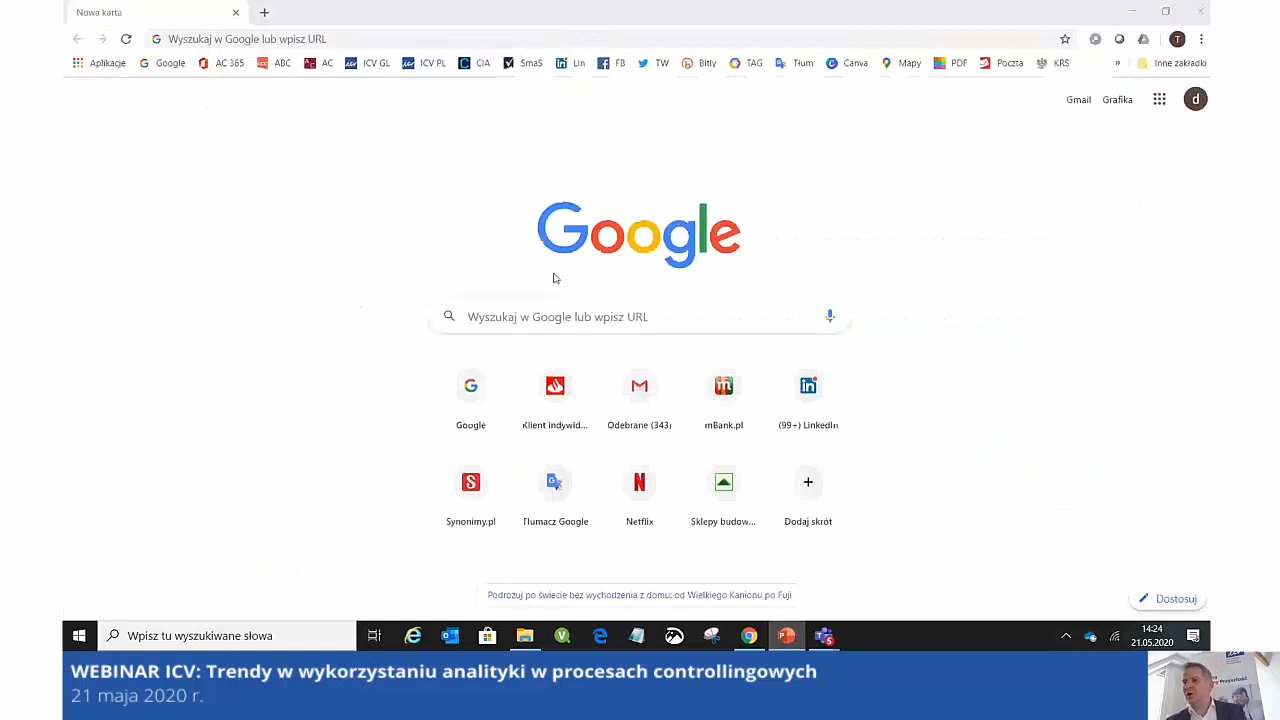 Nowa karta
Wyszukaj w Google lub wpisz URL
Aplikacje Google AC 365 ABC AC ICV GL ICV PL CIA SmaS Lin FB TW Bitly TAG Tłum Canva Mapy PDF Poczta KRS » Inne zakładki
Gmail Grafika d
T
Google
Wyszukaj w Google lub wpisz URL
Google Klient indywid... Odebrane (343) mBank.pl (99+) LinkedIn
Synonimy.pl Tłumacz Google Netflix Sklepy budow... Dodaj skrót
Podróżuj po świecie bez wychodzenia z domu: od Wielkiego Kanionu po Fuji
Dostosuj
Wpisz tu wyszukiwane słowa
14:24
21.05.2020
WEBINAR ICV: Trendy w wykorzystaniu analityki w procesach controllingowych
21 maja 2020 r.